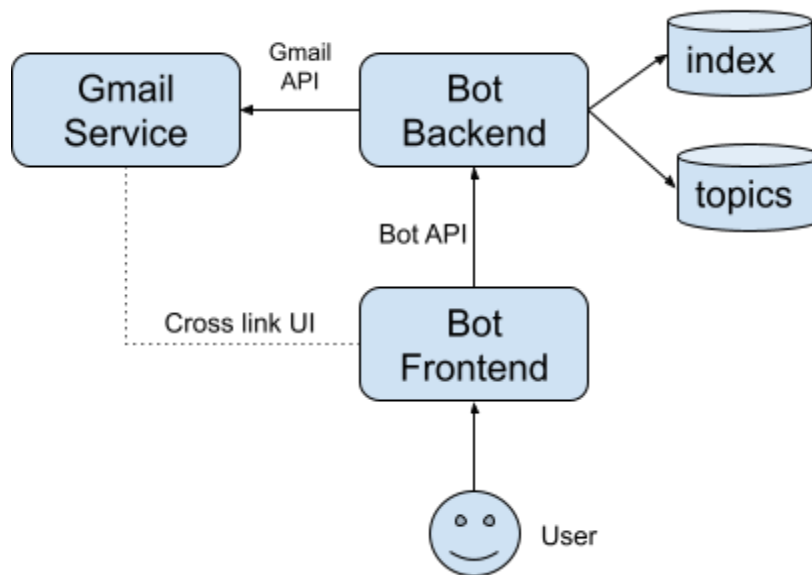 Gmail
API
Gmail
Service
Bot
Backend
index
topics
Bot API
Cross link UI
Bot
Frontend
User